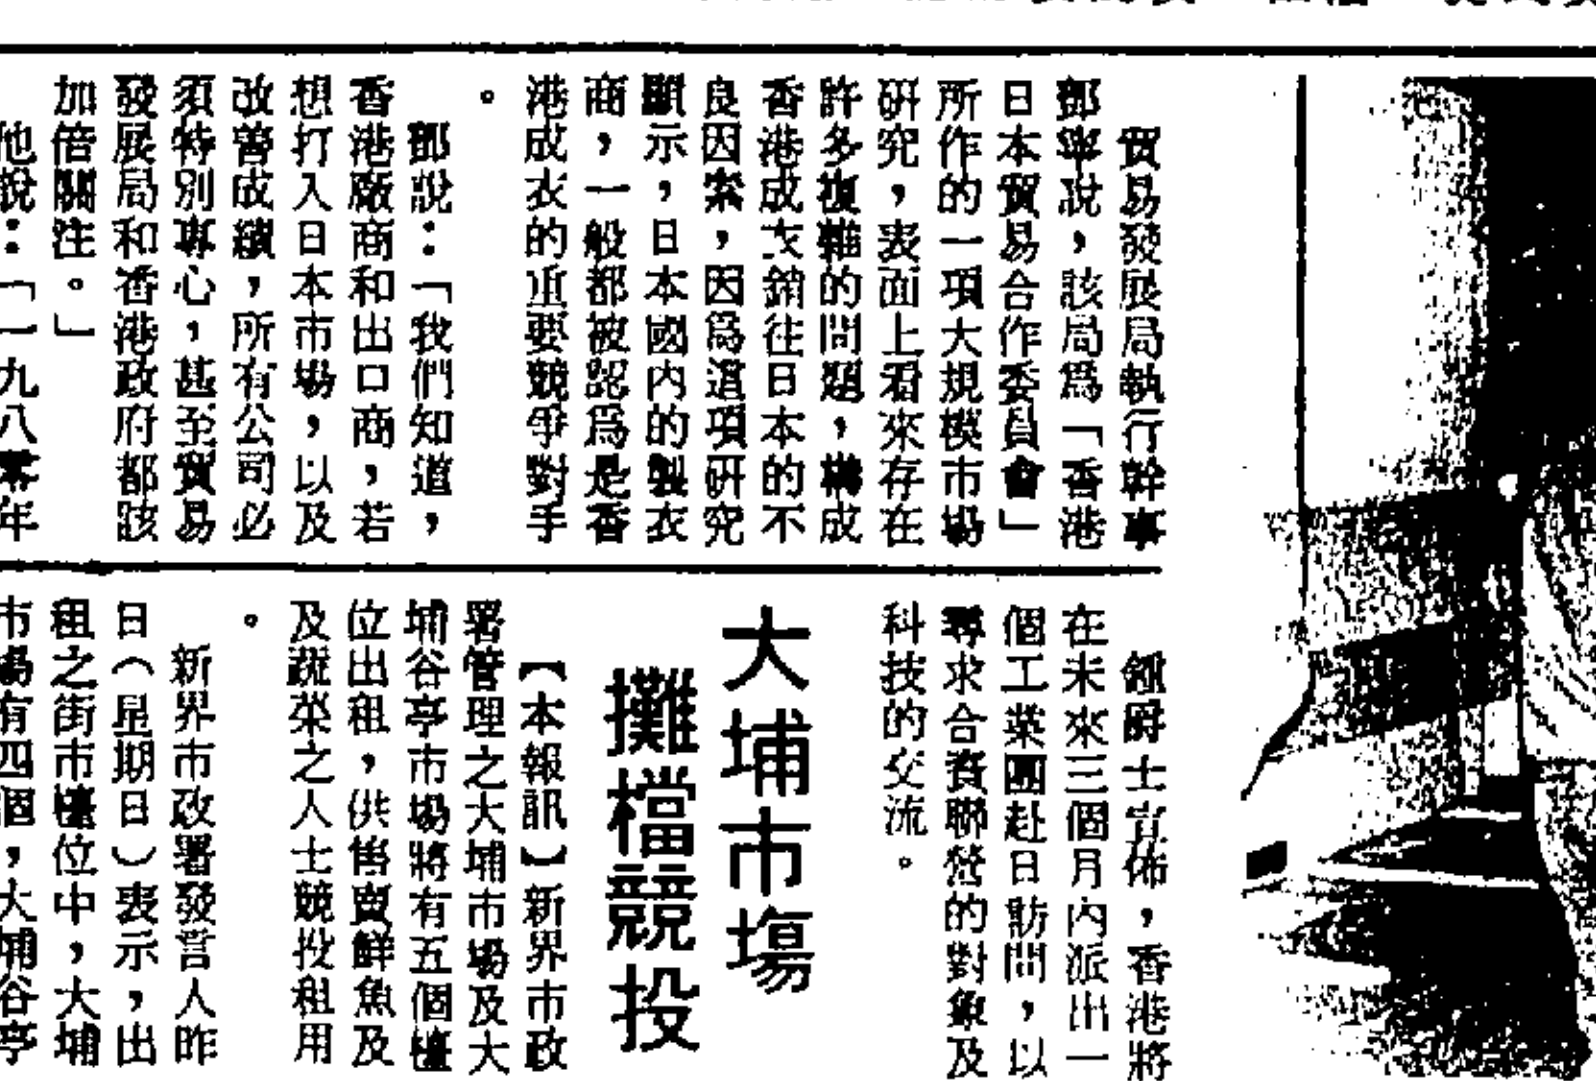 貿易發展局執行幹事
鄧寧說，該局爲「香港
日本貿易合作委員會」
所作的一項大規模市場
研究，表面上看來存在
許多複雜的問題，構成
香港成衣銷往日本的不
良因素，因爲這項研究
顯示，日本國內的製衣
商，一般都被認爲是香
港成衣的重要競爭對手
。
鄧說：「我們知道，
香港廠商和出口商，若
想打入日本市場，以及
改善成績，所有公司必
須特別專心，甚至貿易
發展局和香港政府都該
加倍關注。」
他說：「一九八零年
鍾爵士宣佈，香港將
在未來三個月內派出一
個工業團赴日訪問，以
尋求合資聯營的對象及
科技的交流。
大埔市場
攤檔競投
【本報訊】新界市政
署管理之大埔市場及大
埔谷亭市場將有五個檯
位出租，供售賣鮮魚及
及蔬菜之人士競投租用
。
新界市政署發言人昨
日（星期日）表示，出
租之街市檯位中，大埔
市場有四個，大埔谷亭